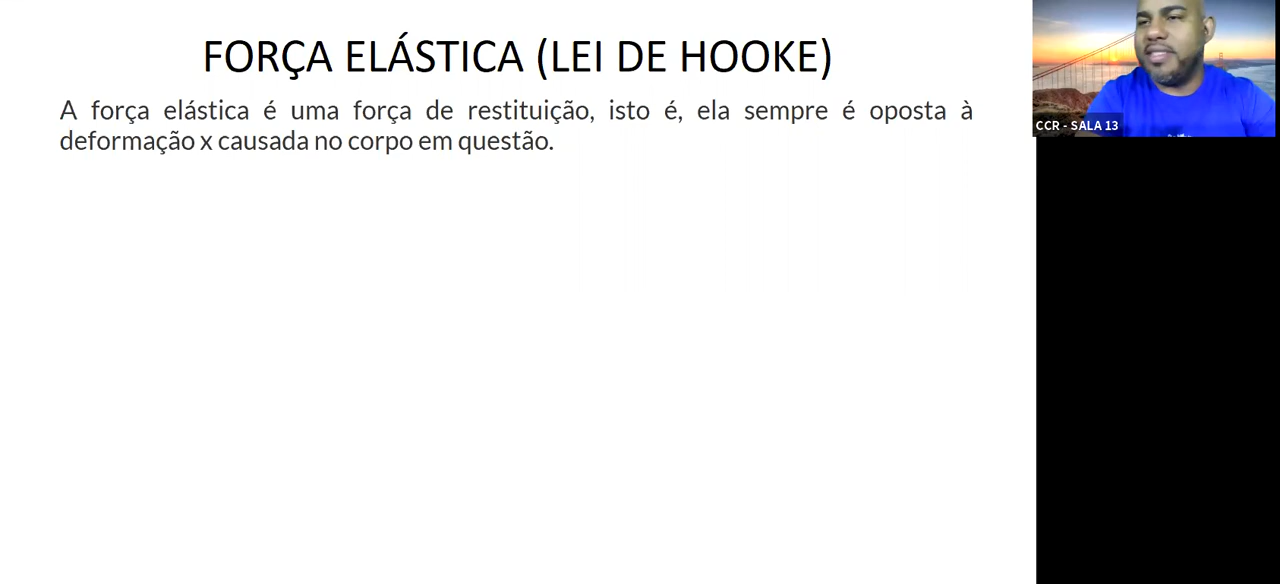 FORÇA ELÁSTICA (LEI DE HOOKE)
A força elástica é uma força de restituição, isto é, ela sempre é oposta à
deformação x causada no corpo em questão.
CCR - SALA 13